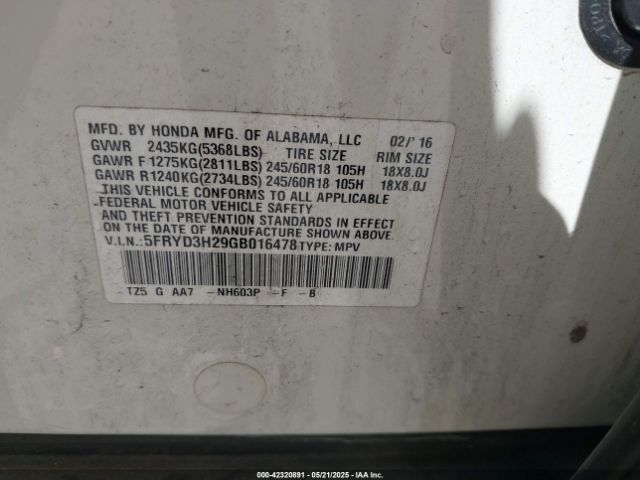 MFD. BY HONDA MFG. OF ALABAMA, LLC 02/'16
GVWR 2435KG(5368LBS) TIRE SIZE RIM SIZE
GAWR F 1275KG(2811LBS) 245/60R18 105H 18X8.0J
GAWR R1240KG(2734LBS) 245/60R18 105H 18X8.0J
THIS VEHICLE CONFORMS TO ALL APPLICABLE
FEDERAL MOTOR VEHICLE SAFETY
AND THEFT PREVENTION STANDARDS IN EFFECT
ON THE DATE OF MANUFACTURE SHOWN ABOVE.
V.I.N.:5FRYD3H29GB016478 TYPE: MPV
TZ5 G AA7 -NH603P -F -B
000-42320891 - 05/21/2025 - IAA Inc.